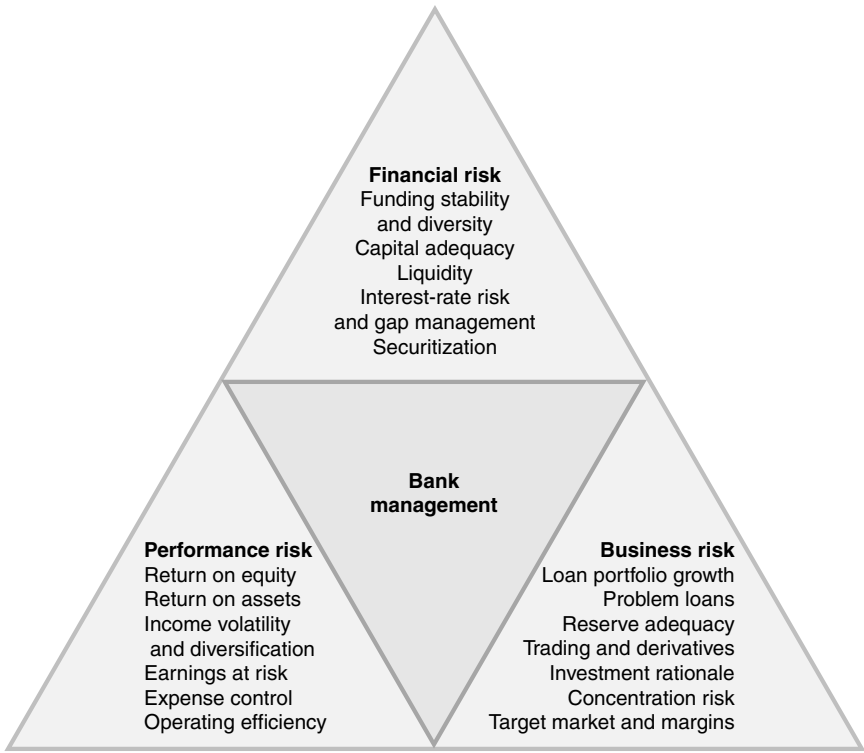 Financial risk
Funding stability
and diversity
Capital adequacy
Liquidity
Interest-rate risk
and gap management
Securitization
Bank
management
Performance risk
Return on equity
Return on assets
Income volatility
and diversification
Earnings at risk
Expense control
Operating efficiency
Business risk
Loan portfolio growth
Problem loans
Reserve adequacy
Trading and derivatives
Investment rationale
Concentration risk
Target market and margins